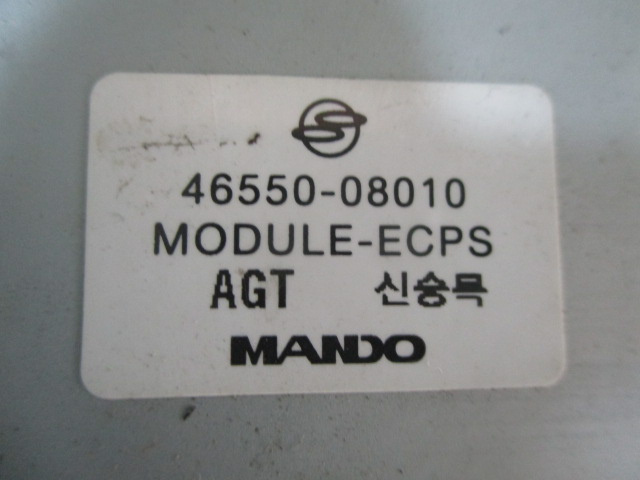 46550-08010
MODULE-ECPS
AGT 신승목
MANDO